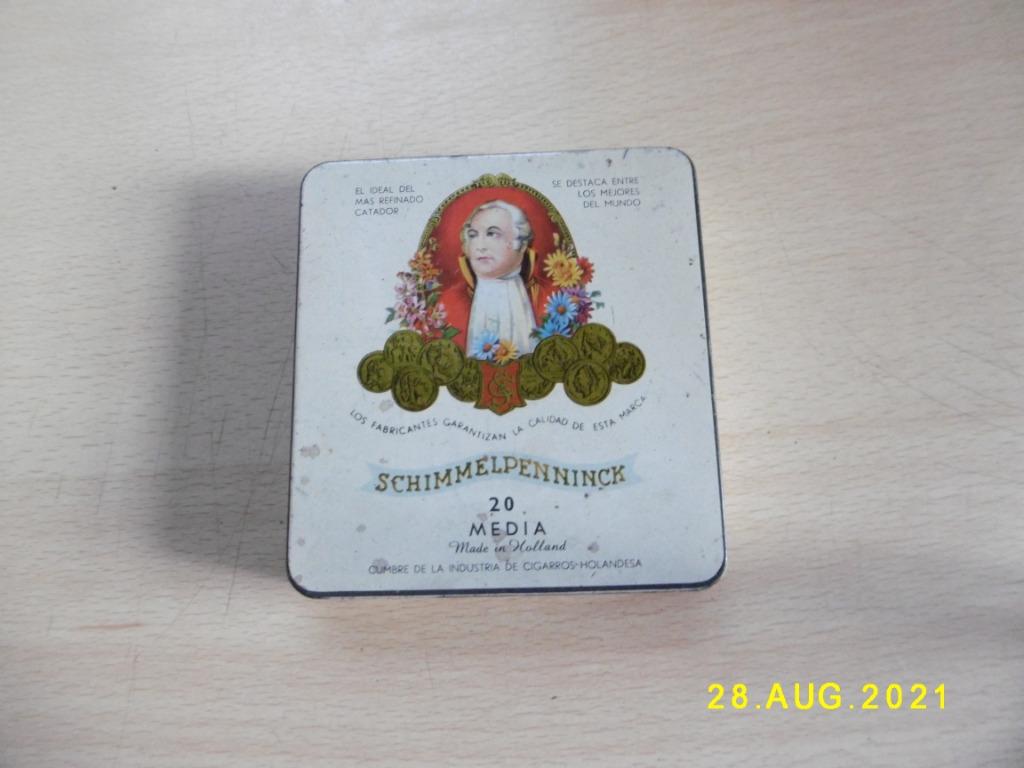 EL IDEAL DEL
MAS REFINADO
CATADOR
SE DESTACA ENTRE
LOS MEJORES
DEL MUNDO
LOS FABRICANTES GARANTIZAN LA CALIDAD DE ESTA MARCA
SCHIMMELPENNINCK
20
MEDIA
Made in Holland
CUMBRE DE LA INDUSTRIA DE CIGARROS HOLANDESA
28.AUG.2021